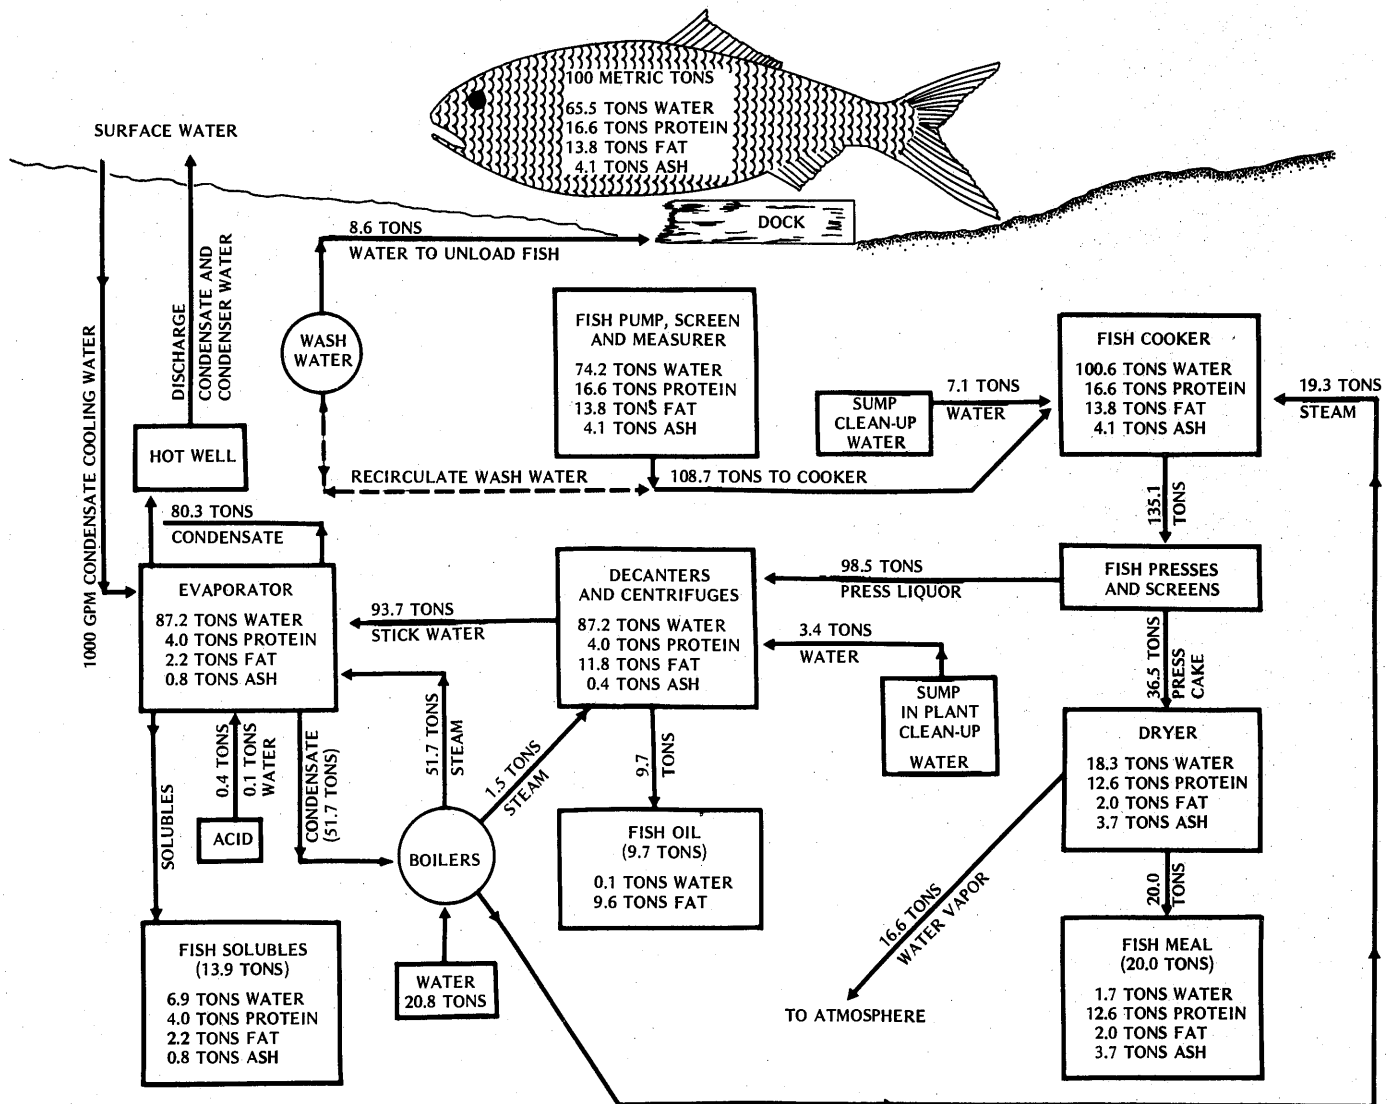 100 METRIC TONS
65.5 TONS WATER
16.6 TONS PROTEIN
13.8 TONS FAT
4.1 TONS ASH
SURFACE WATER
DOCK
8.6 TONS
WATER TO UNLOAD FISH
1000 GPM CONDENSATE COOLING WATER
DISCHARGE
CONDENSATE AND
CONDENSER WATER
WASH
WATER
FISH PUMP, SCREEN
AND MEASURER
74.2 TONS WATER
16.6 TONS PROTEIN
13.8 TONS FAT
4.1 TONS ASH
SUMP
CLEAN-UP
WATER
7.1 TONS
WATER
FISH COOKER
100.6 TONS WATER
16.6 TONS PROTEIN
13.8 TONS FAT
4.1 TONS ASH
19.3 TONS
STEAM
HOT WELL
RECIRCULATE WASH WATER
108.7 TONS TO COOKER
80.3 TONS
CONDENSATE
135.1
TONS
EVAPORATOR
87.2 TONS WATER
4.0 TONS PROTEIN
2.2 TONS FAT
0.8 TONS ASH
93.7 TONS
STICK WATER
DECANTERS
AND CENTRIFUGES
87.2 TONS WATER
4.0 TONS PROTEIN
11.8 TONS FAT
0.4 TONS ASH
98.5 TONS
PRESS LIQUOR
FISH PRESSES
AND SCREENS
3.4 TONS
WATER
SUMP
IN PLANT
CLEAN-UP
WATER
36.5 TONS
PRESS
CAKE
DRYER
18.3 TONS WATER
12.6 TONS PROTEIN
2.0 TONS FAT
3.7 TONS ASH
SOLUBLES
0.4 TONS
0.1 TONS
WATER
ACID
CONDENSATE
(51.7 TONS)
51.7 TONS
STEAM
1.5 TONS
STEAM
9.7
TONS
BOILERS
FISH OIL
(9.7 TONS)
0.1 TONS WATER
9.6 TONS FAT
16.6 TONS
WATER VAPOR
20.0
TONS
FISH SOLUBLES
(13.9 TONS)
6.9 TONS WATER
4.0 TONS PROTEIN
2.2 TONS FAT
0.8 TONS ASH
WATER
20.8 TONS
TO ATMOSPHERE
FISH MEAL
(20.0 TONS)
1.7 TONS WATER
12.6 TONS PROTEIN
2.0 TONS FAT
3.7 TONS ASH